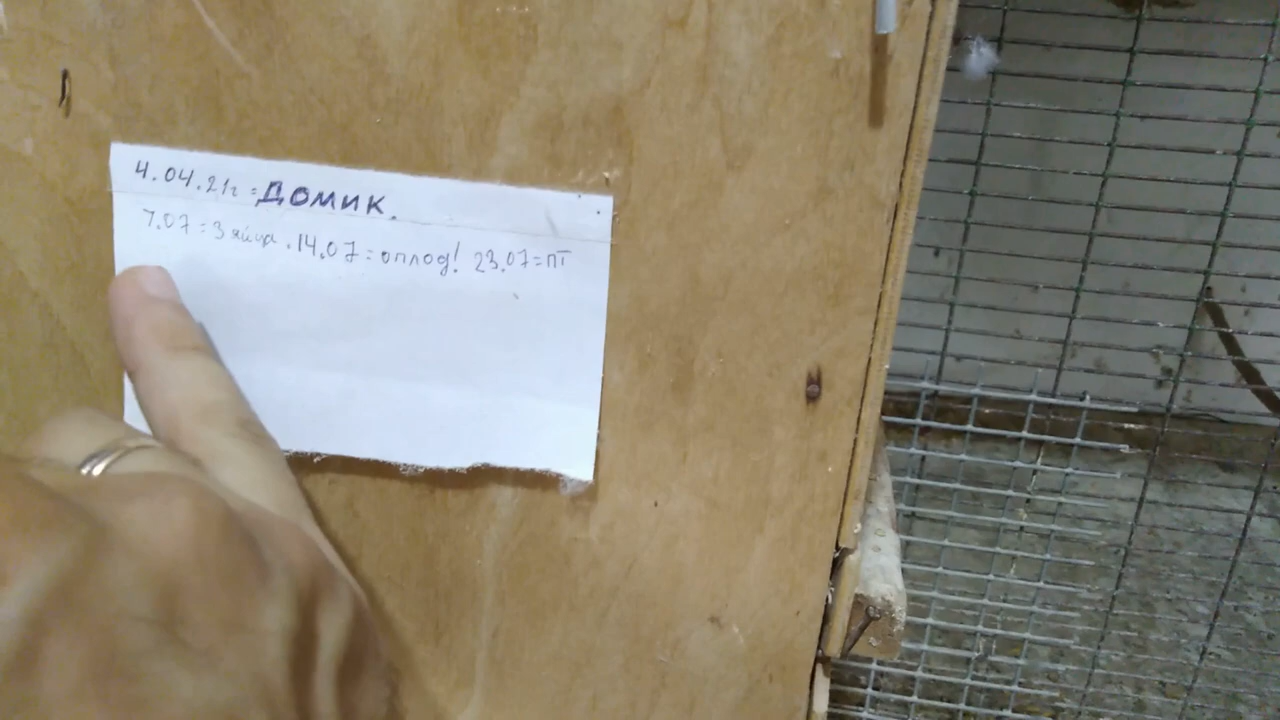 4.04.21г = ДОМИК.
7.07 = 3 яйца. 14.07 = оплод! 23.07 = ПТ